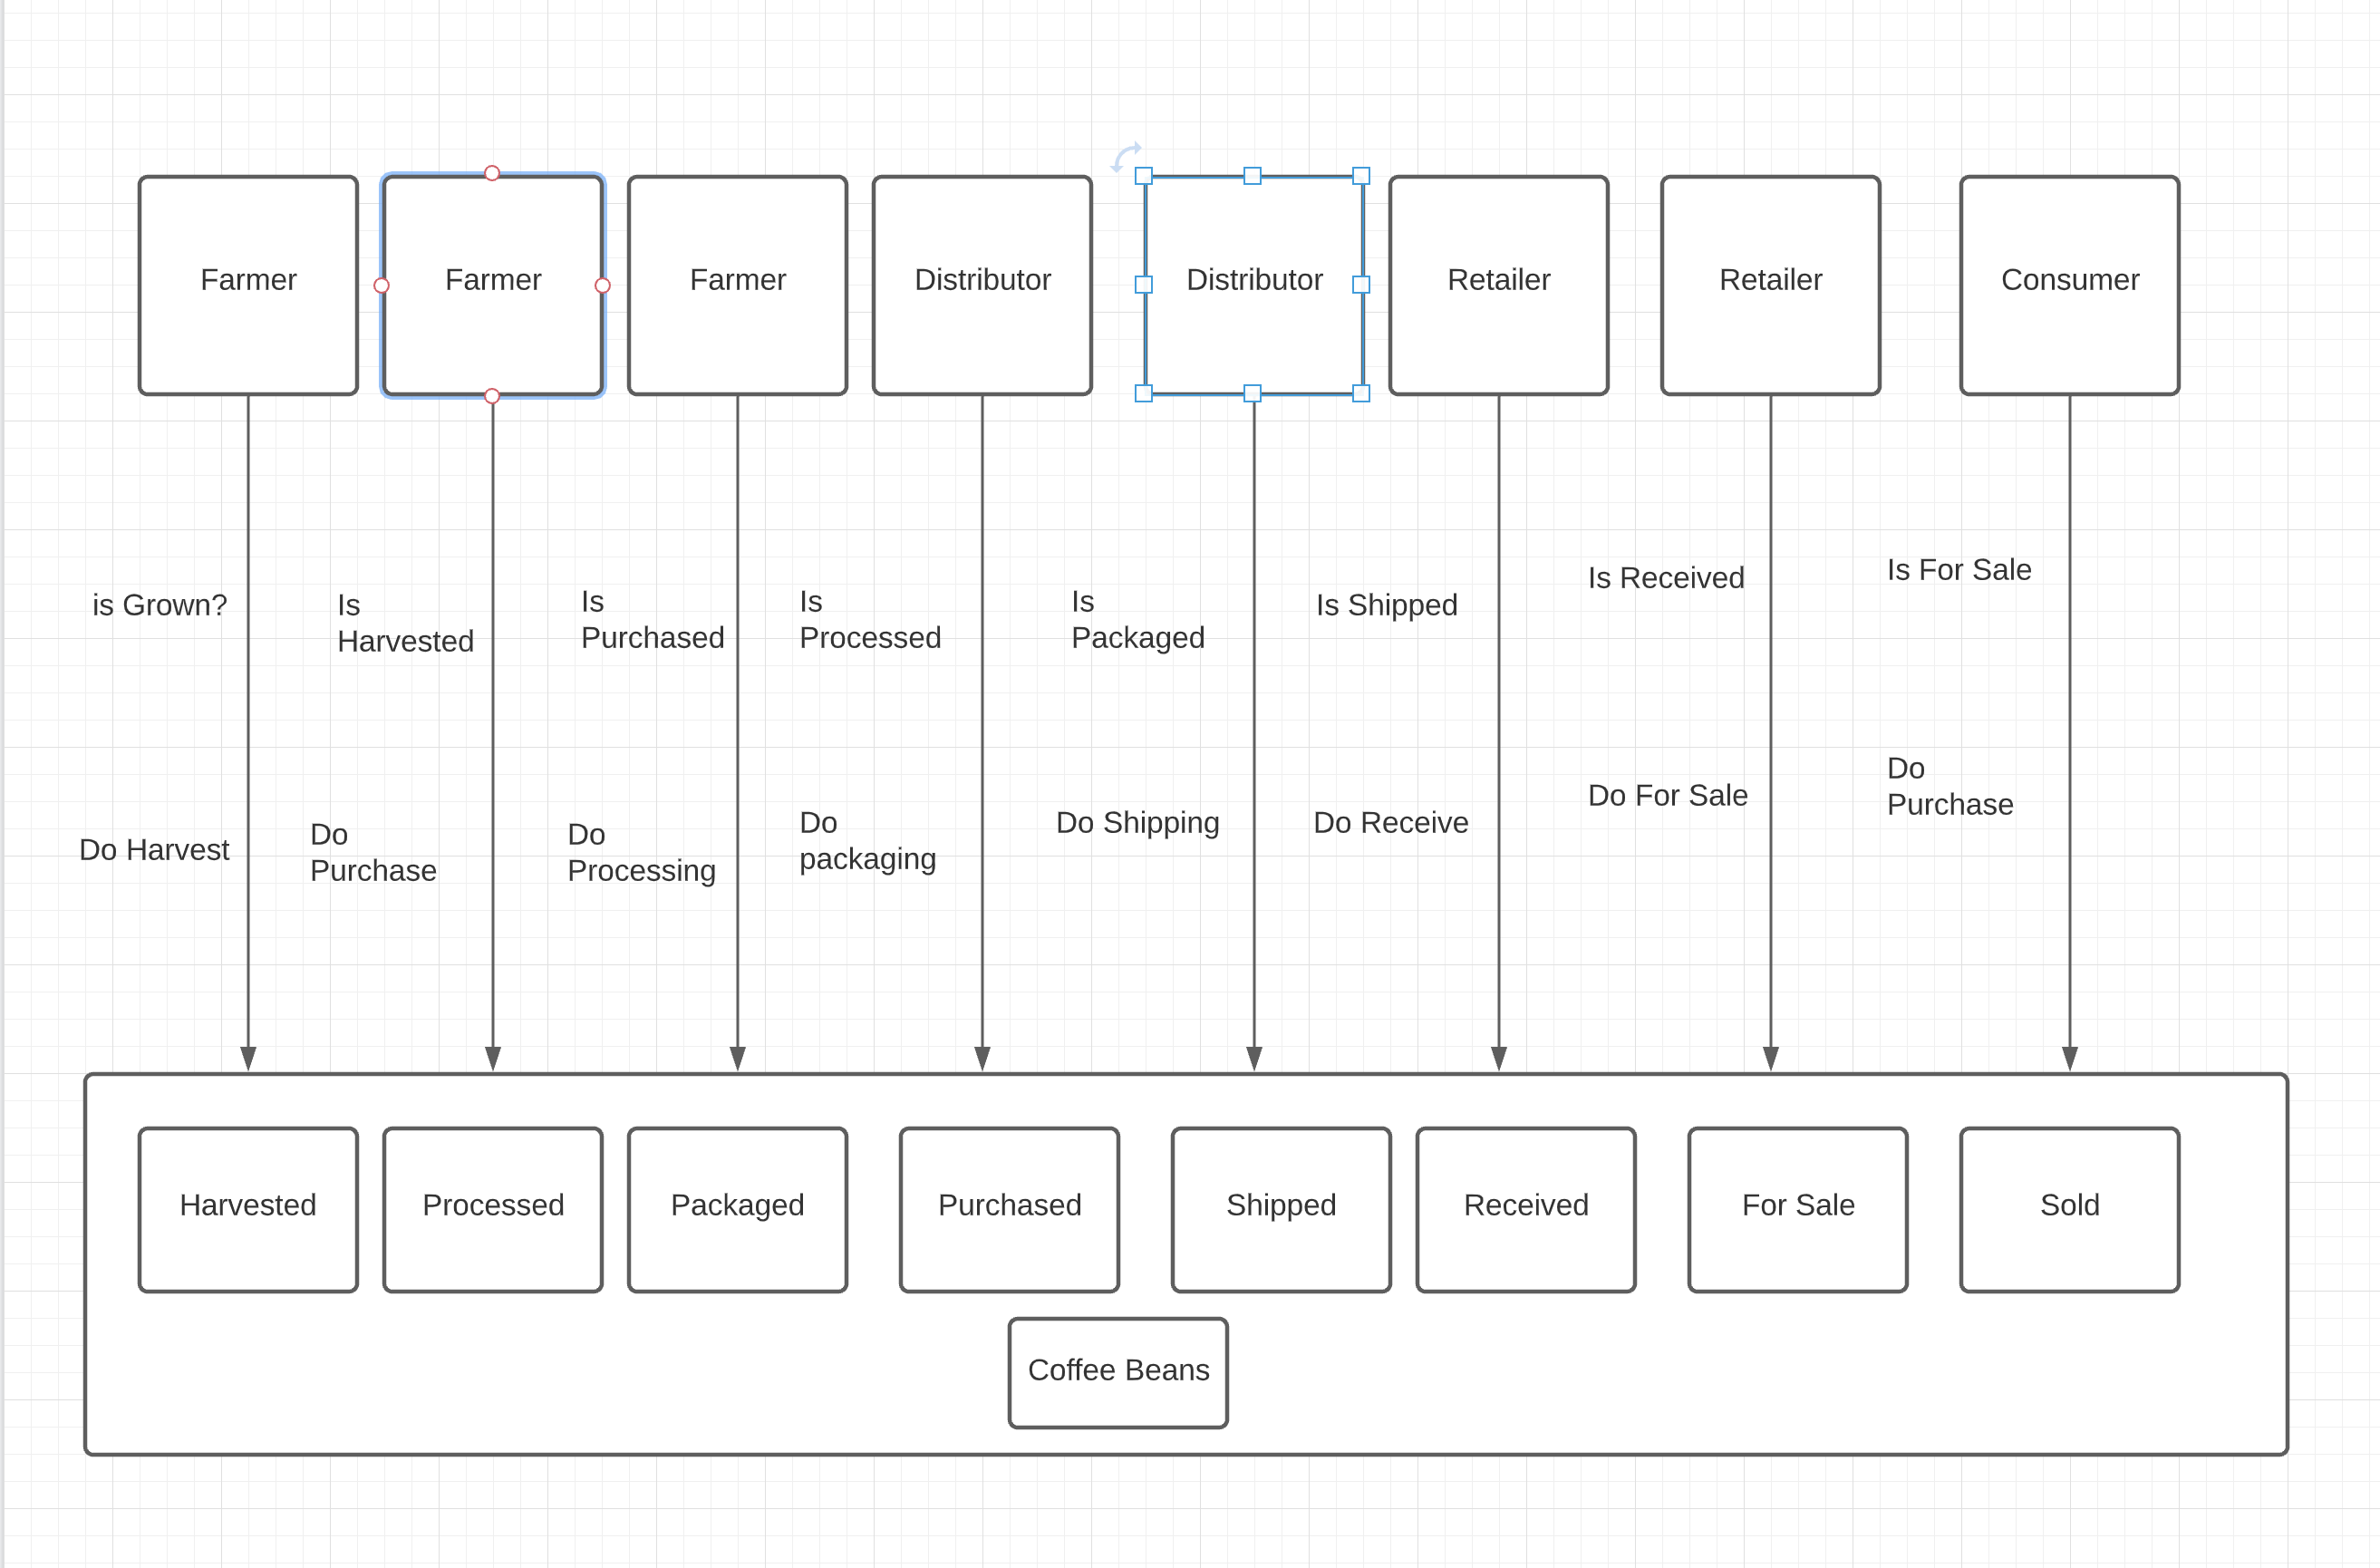 Farmer
Farmer
Farmer
Distributor
Distributor
Retailer
Retailer
Consumer
is Grown?
Is
Harvested
Is
Purchased
Is
Processed
Is
Packaged
Is Shipped
Is Received
Is For Sale
Do Harvest
Do
Purchase
Do
Processing
Do
packaging
Do Shipping
Do Receive
Do For Sale
Do
Purchase
Harvested
Processed
Packaged
Purchased
Shipped
Received
For Sale
Sold
Coffee Beans